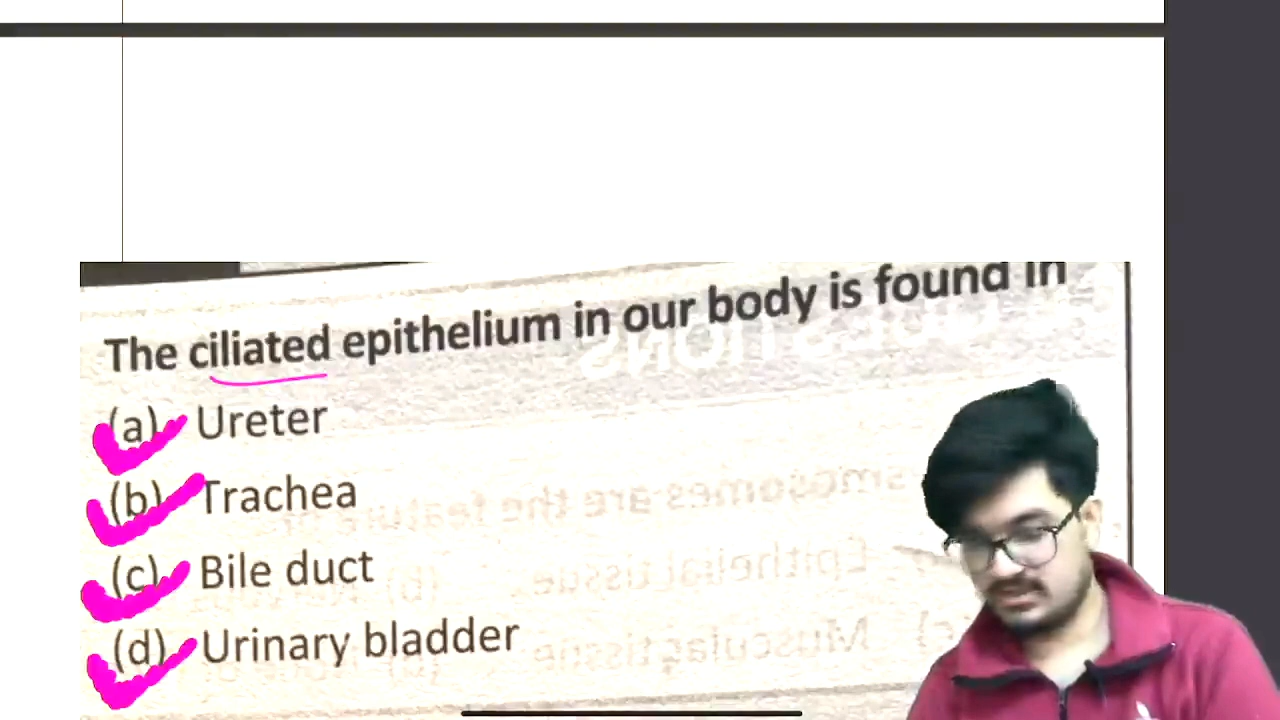 The ciliated epithelium in our body is found in
(a) Ureter
(b) Trachea
(c) Bile duct
(d) Urinary bladder